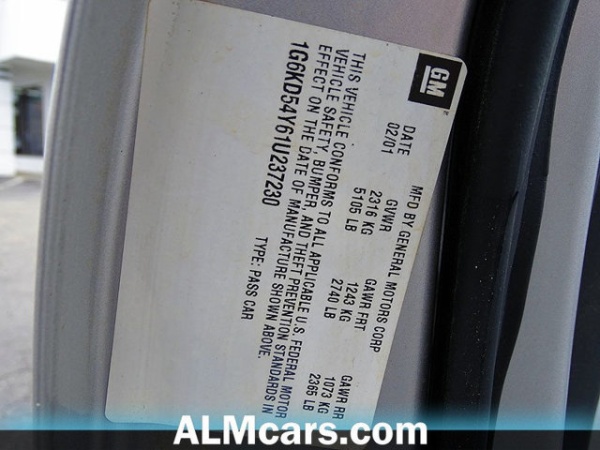 GM
DATE MFD BY GENERAL MOTORS CORP
02/01 GVWR GAWR FRT GAWR RR
2316 KG 1243 KG 1073 KG
5105 LB 2740 LB 2365 LB
THIS VEHICLE CONFORMS TO ALL APPLICABLE U.S. FEDERAL MOTOR
VEHICLE SAFETY, BUMPER, AND THEFT PREVENTION STANDARDS IN
EFFECT ON THE DATE OF MANUFACTURE SHOWN ABOVE.
1G6KD54Y61U237230 TYPE: PASS CAR
ALMcars.com